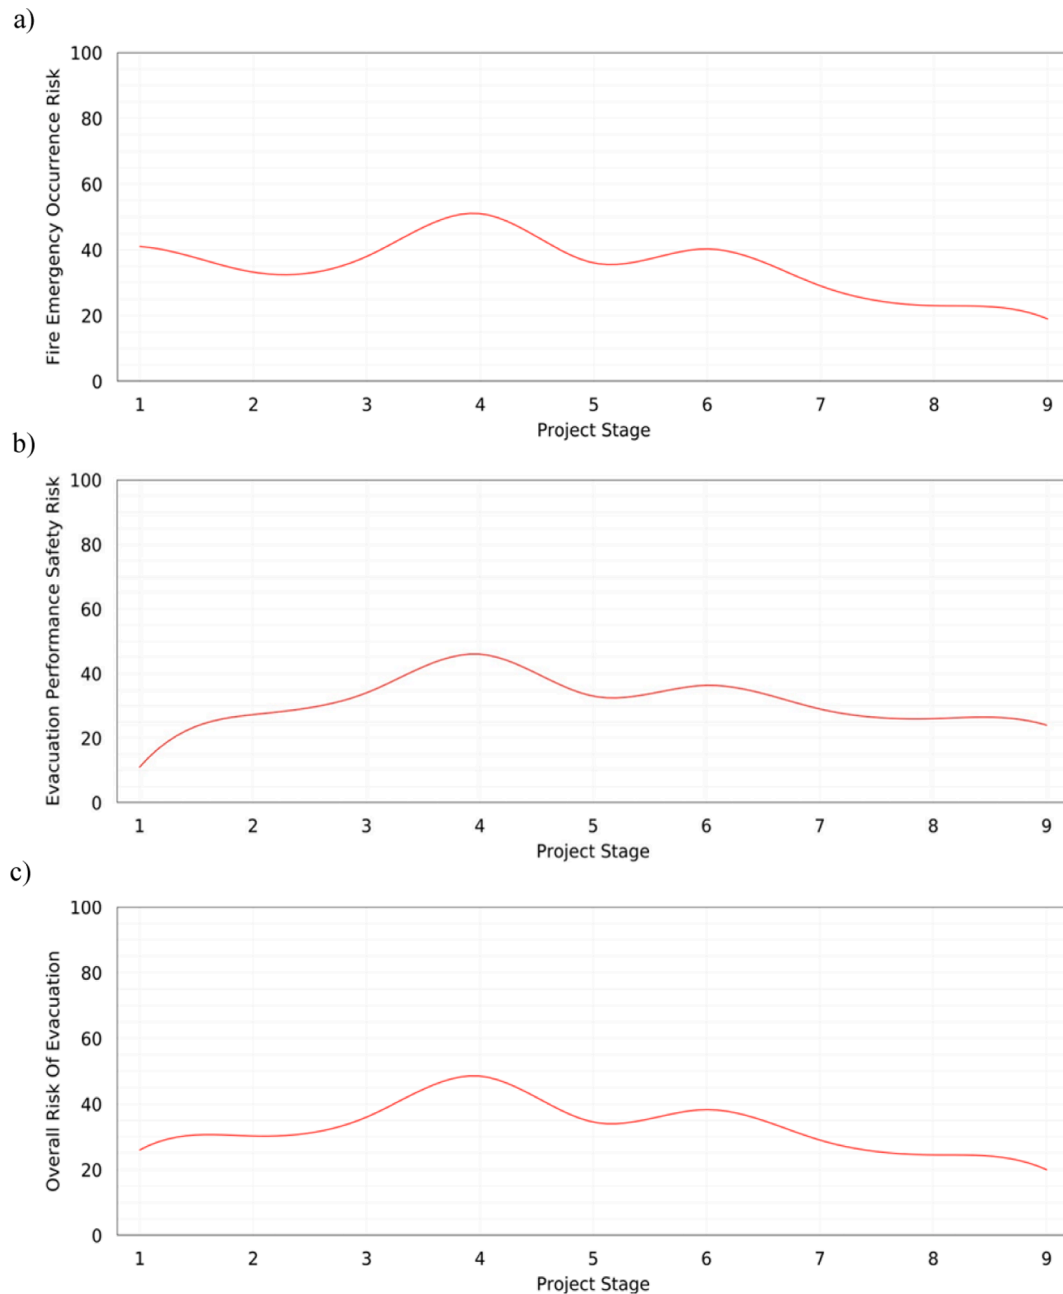 a)
Fire Emergency Occurrence Risk
100
80
60
40
20
0
1 2 3 4 5 6 7 8 9
Project Stage
b)
Evacuation Performance Safety Risk
100
80
60
40
20
0
1 2 3 4 5 6 7 8 9
Project Stage
c)
Overall Risk Of Evacuation
100
80
60
40
20
0
1 2 3 4 5 6 7 8 9
Project Stage